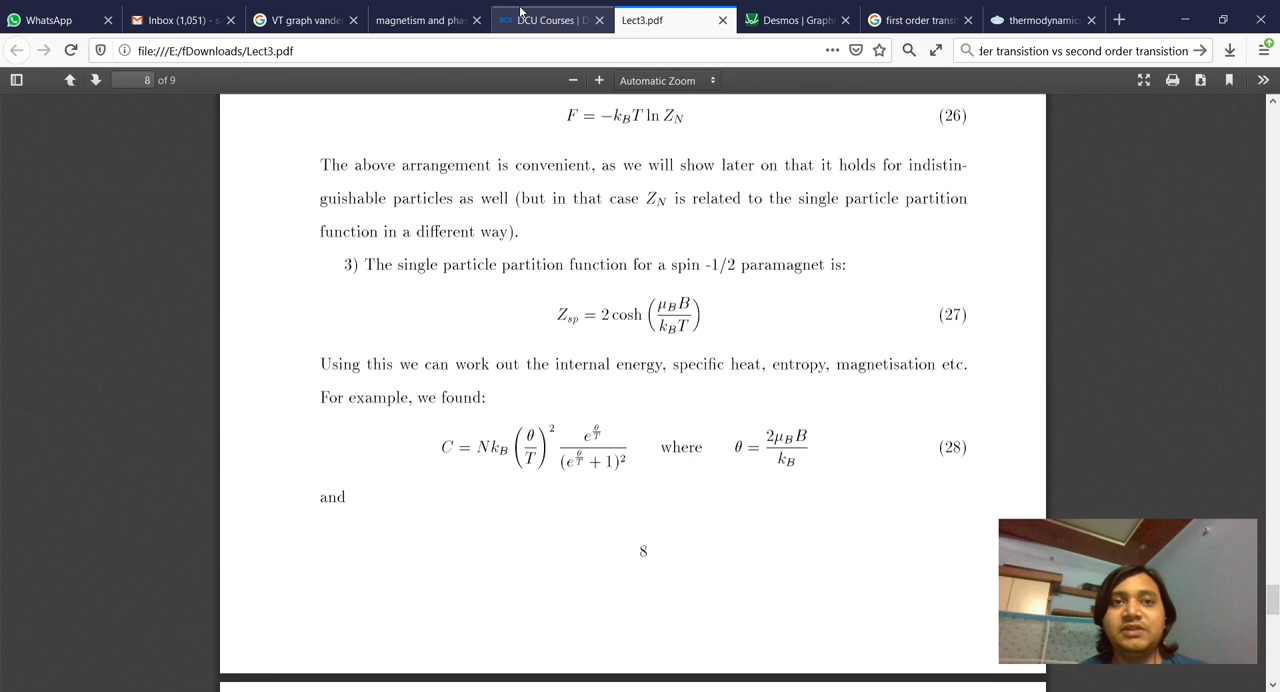 WhatsApp
Inbox (1,051) - s
VT graph vande
magnetism and pha
DCU Courses | D
Lect3.pdf
Desmos | Graphi
first order transi
thermodynamic
file:///E:/fDownloads/Lect3.pdf
der transistion vs second order transistion
8 of 9
Automatic Zoom
F = −k_B T ln Z_N (26)
The above arrangement is convenient, as we will show later on that it holds for indistin-
guishable particles as well (but in that case Z_N is related to the single particle partition
function in a different way).
3) The single particle partition function for a spin -1/2 paramagnet is:
Z_sp = 2 cosh (μ_B B / k_B T) (27)
Using this we can work out the internal energy, specific heat, entropy, magnetisation etc.
For example, we found:
C = N k_B (θ/T)^2 e^(θ/T) / (e^(θ/T) + 1)^2 where θ = 2μ_B B / k_B (28)
and
8